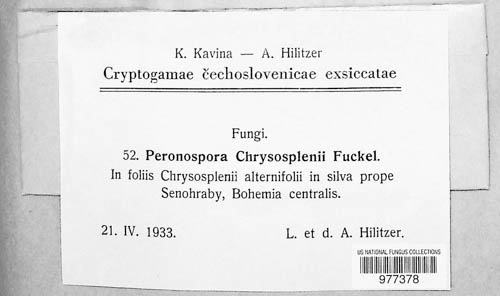 K. Kavina — A. Hilitzer
Cryptogamae čechoslovenicae exsiccatae
Fungi.
52. Peronospora Chrysosplenii Fuckel.
In foliis Chrysosplenii alternifolii in silva prope
Senohraby, Bohemia centralis.
21. IV. 1933. L. et d. A. Hilitzer.
US NATIONAL FUNGUS COLLECTIONS
977378